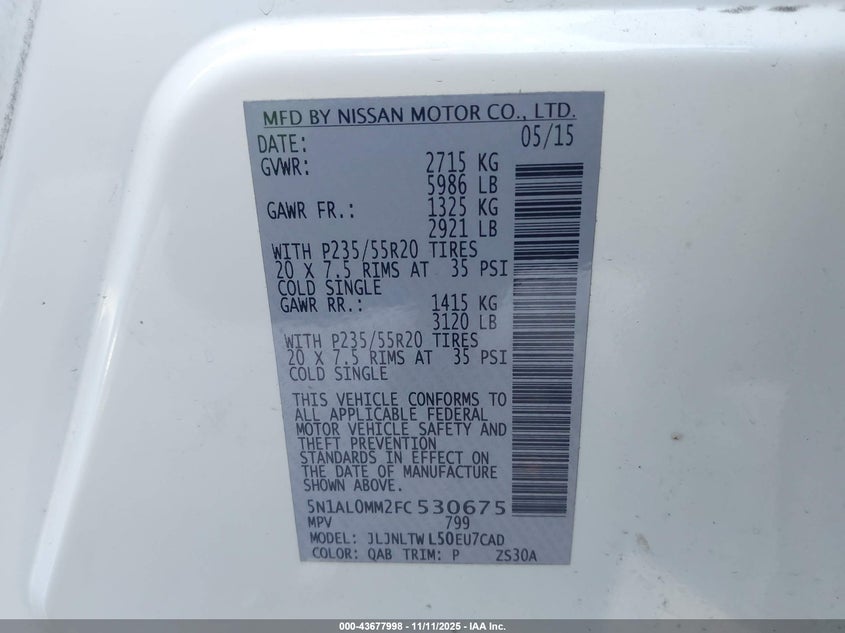 MFD BY NISSAN MOTOR CO., LTD.
DATE: 05/15
GVWR: 2715 KG
5986 LB
GAWR FR.: 1325 KG
2921 LB
WITH P235/55R20 TIRES
20 X 7.5 RIMS AT 35 PSI
COLD SINGLE
GAWR RR.: 1415 KG
3120 LB
WITH P235/55R20 TIRES
20 X 7.5 RIMS AT 35 PSI
COLD SINGLE
THIS VEHICLE CONFORMS TO
ALL APPLICABLE FEDERAL
MOTOR VEHICLE SAFETY AND
THEFT PREVENTION
STANDARDS IN EFFECT ON
THE DATE OF MANUFACTURE
SHOWN ABOVE.
5N1AL0MM2FC530675
MPV 799
MODEL: JLJNLTWL50EU7CAD
COLOR: QAB TRIM: P ZS30A
000-43677998 - 11/11/2025 - IAA Inc.